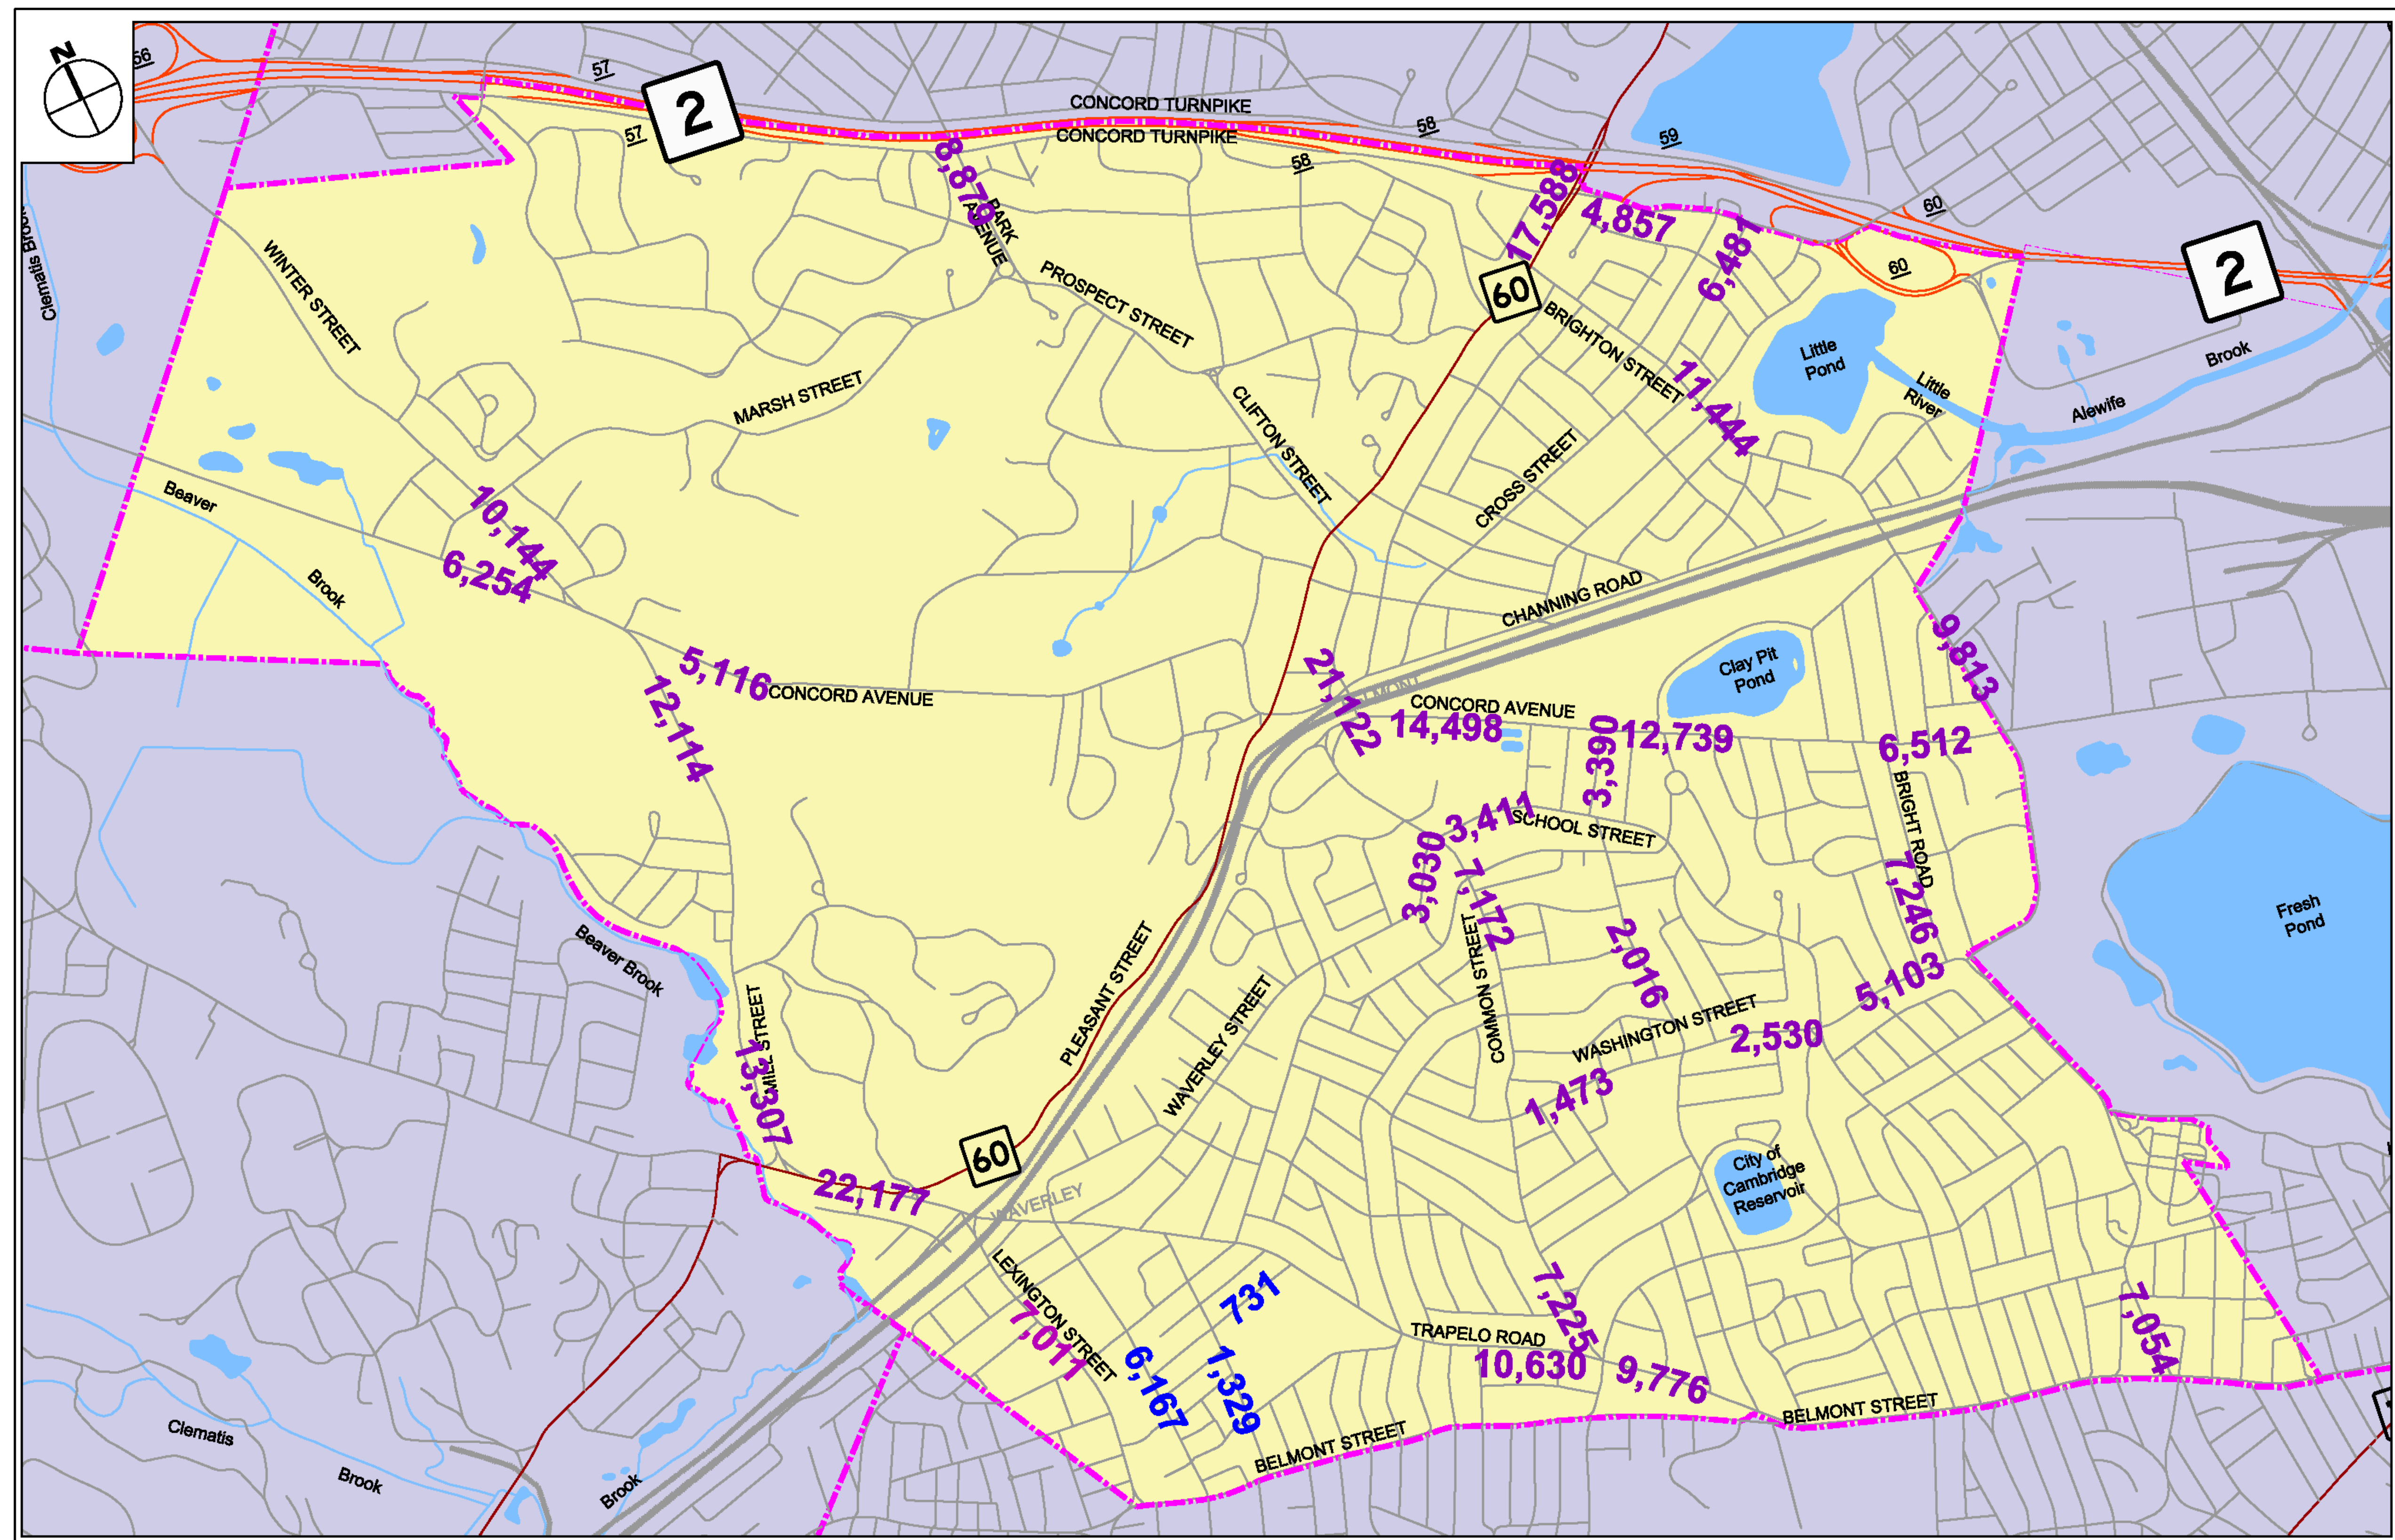 N
56
57
2
CONCORD TURNPIKE
57
CONCORD TURNPIKE
58
58
59
8,879
PARK
AVENUE
17,588
4,857
6,481
60
60
2
60
WINTER STREET
PROSPECT STREET
BRIGHTON STREET
Little
Pond
Little
River
Brook
Alewife
MARSH STREET
CLIFTON STREET
11,444
CROSS STREET
Beaver
Brook
10,144
6,254
CHANNING ROAD
Clay Pit
Pond
9,813
5,116
12,114
CONCORD AVENUE
21,122
CONCORD AVENUE
14,498
3,390
12,739
6,512
BRIGHT ROAD
3,411
SCHOOL STREET
3,030
7,172
7,246
Fresh
Pond
Beaver Brook
PLEASANT STREET
WAVERLEY STREET
COMMON STREET
2,016
5,103
WASHINGTON STREET
2,530
MILL STREET
13,307
1,473
60
22,177
WAVERLEY
City of
Cambridge
Reservoir
LEXINGTON STREET
7,011
731
6,167
1,329
TRAPELO ROAD
7,225
10,630
9,776
7,054
BELMONT STREET
BELMONT STREET
Clematis
Brook
Brook